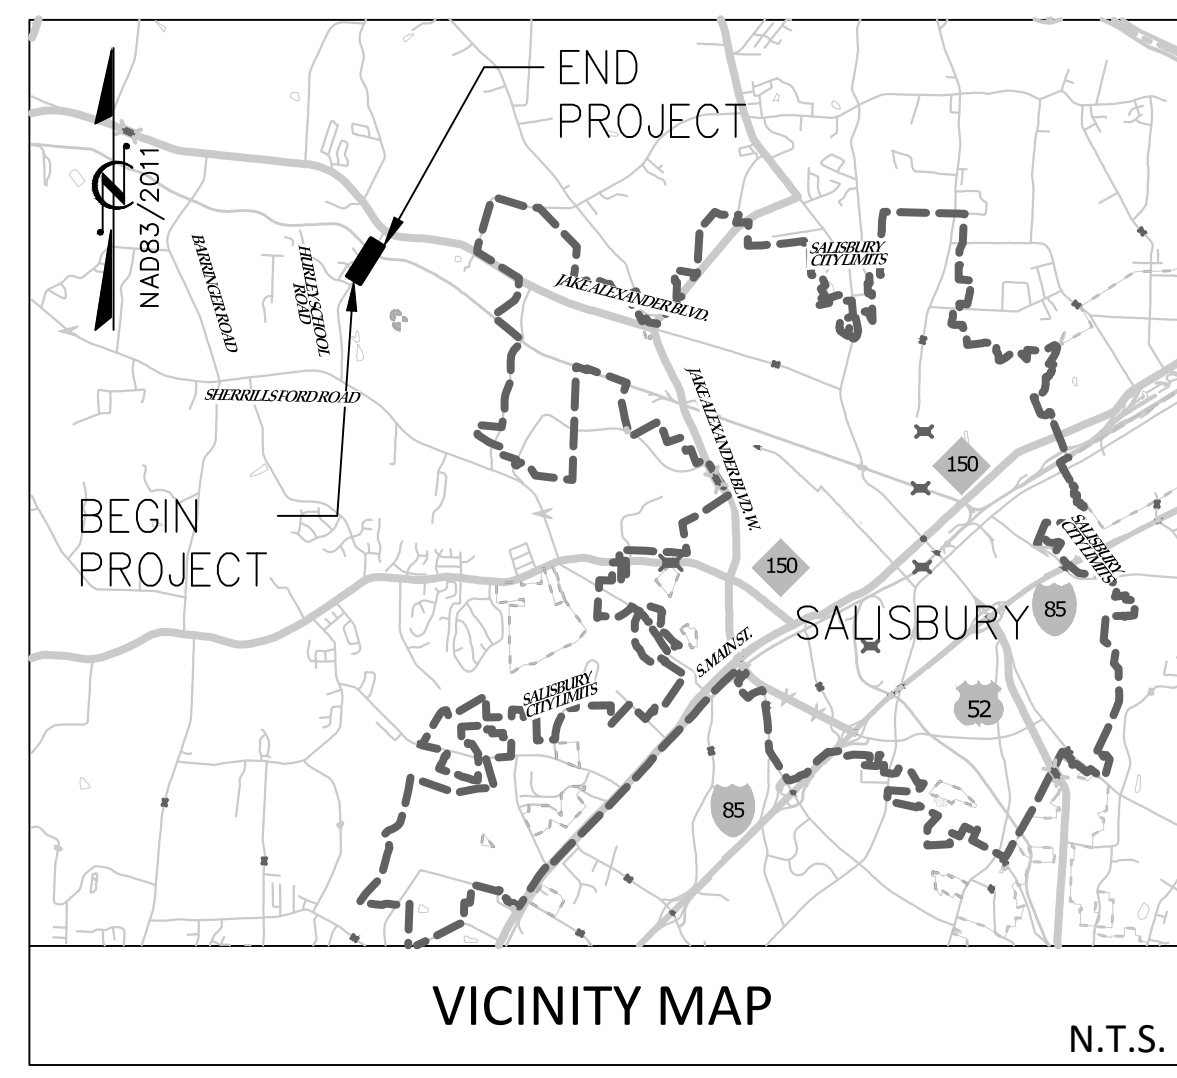 END
PROJECT
NAD83/2011
BARRINGER ROAD
HURLEY SCHOOL
ROAD
SALISBURY
CITY LIMITS
JAKE ALEXANDER BLVD.
SHERRILLS FORD ROAD
JAKE ALEXANDER BLVD. W.
150
BEGIN
PROJECT
SALISBURY
CITY LIMITS
150
85
SALISBURY
S. MAIN ST.
SALISBURY
CITY LIMITS
52
85
VICINITY MAP
N.T.S.